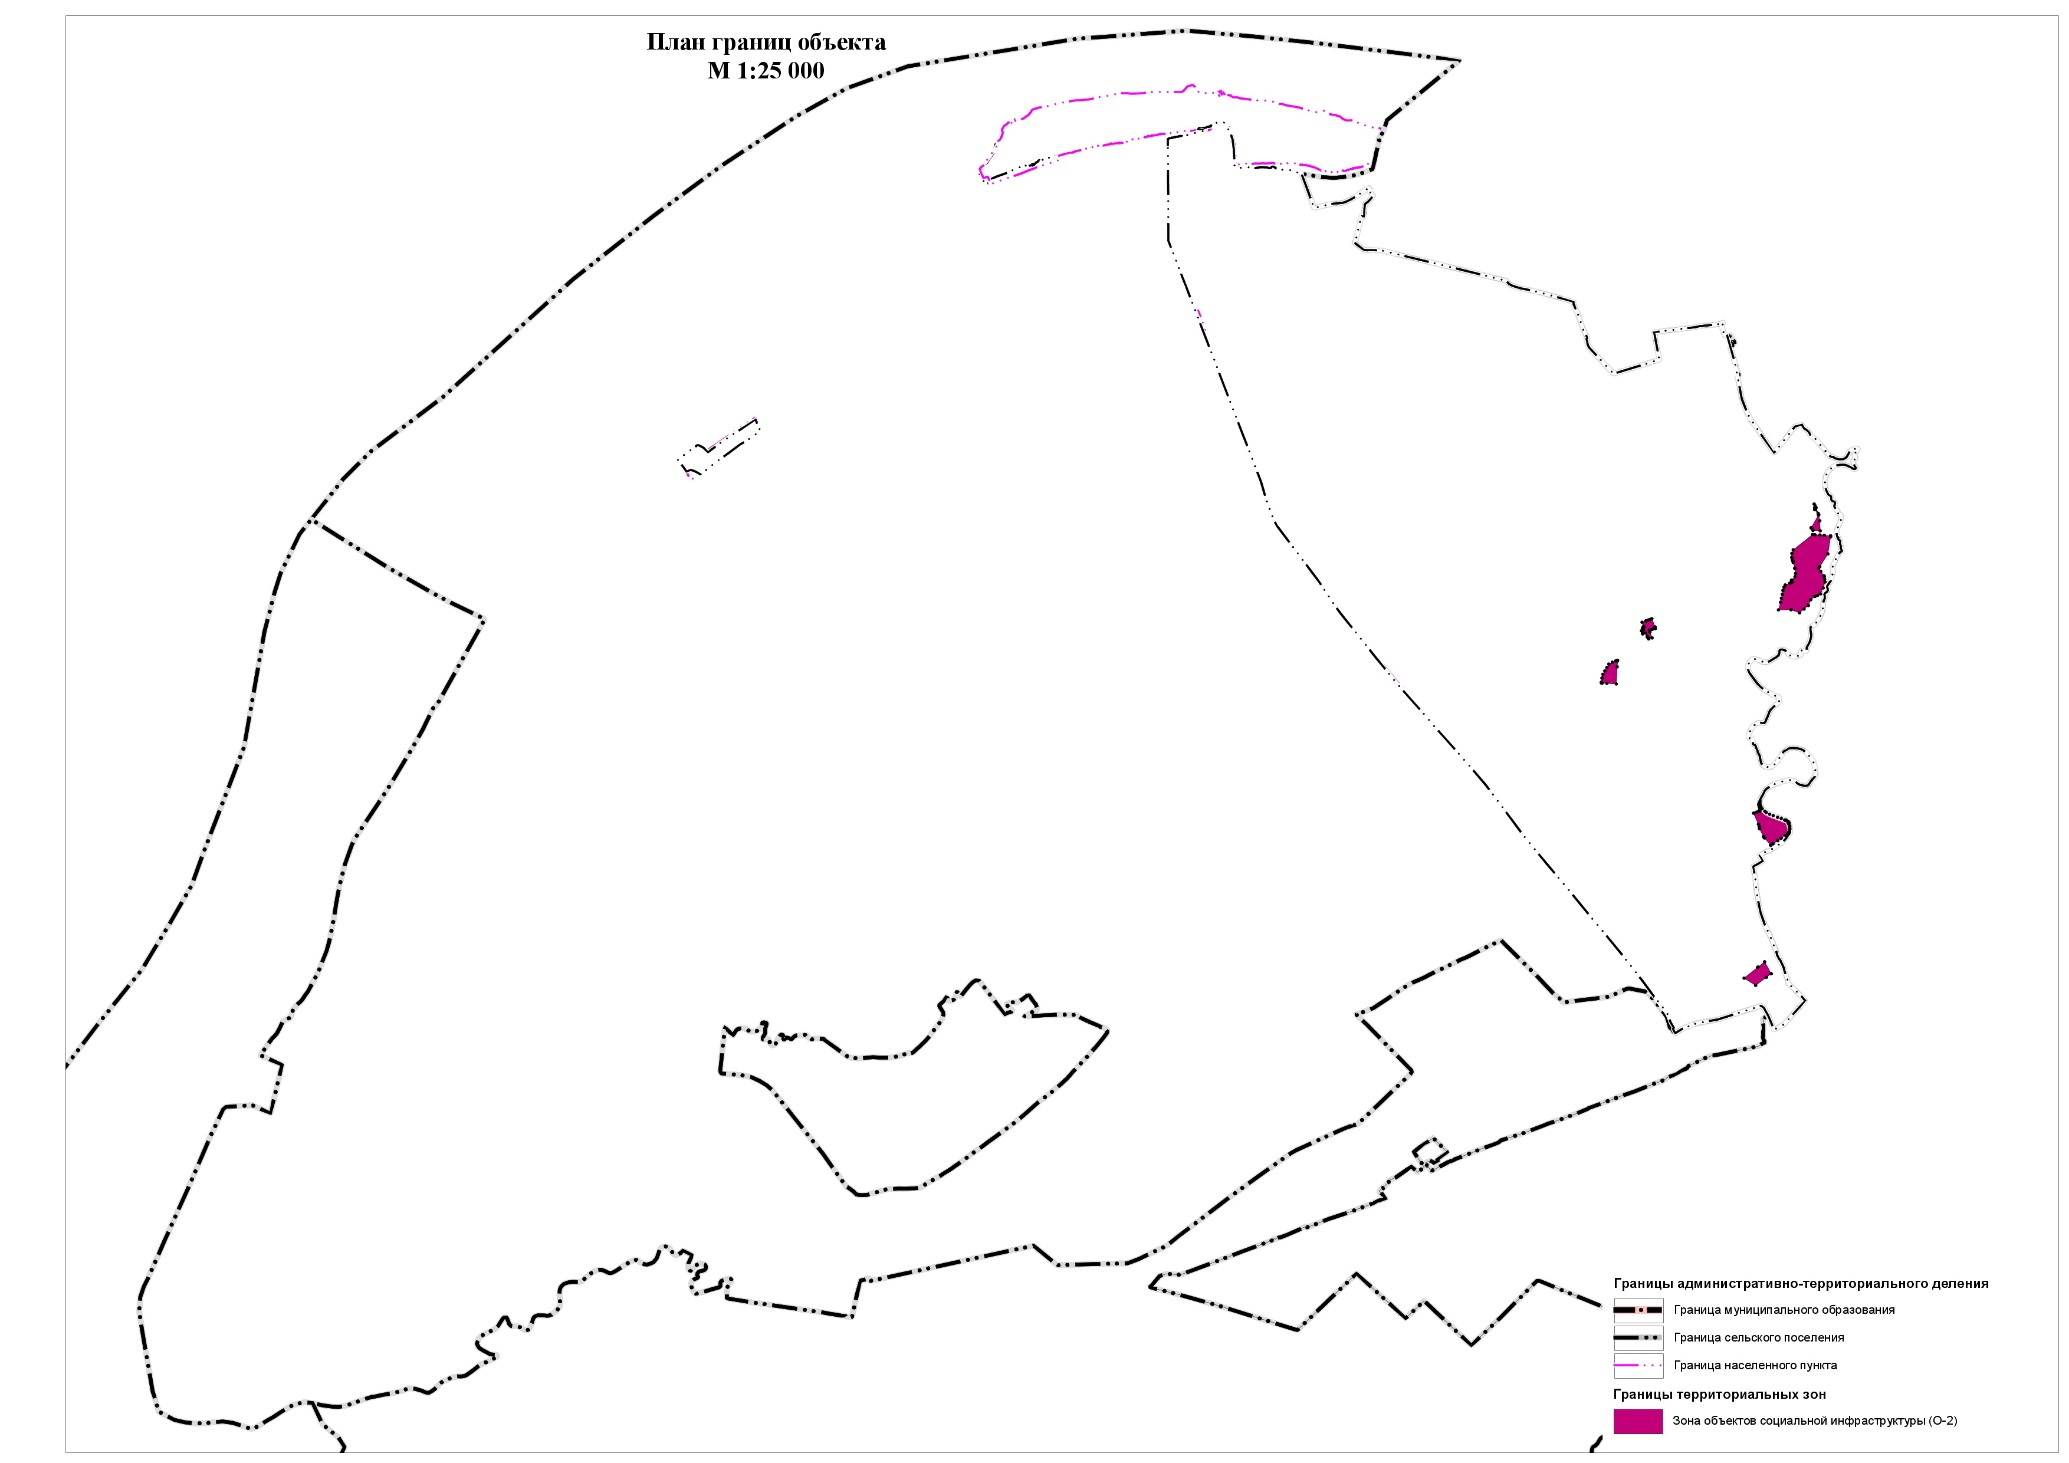 План границ объекта
М 1:25 000
Границы административно-территориального деления
Граница муниципального образования
Граница сельского поселения
Граница населенного пункта
Границы территориальных зон
Зона объектов социальной инфраструктуры (О-2)